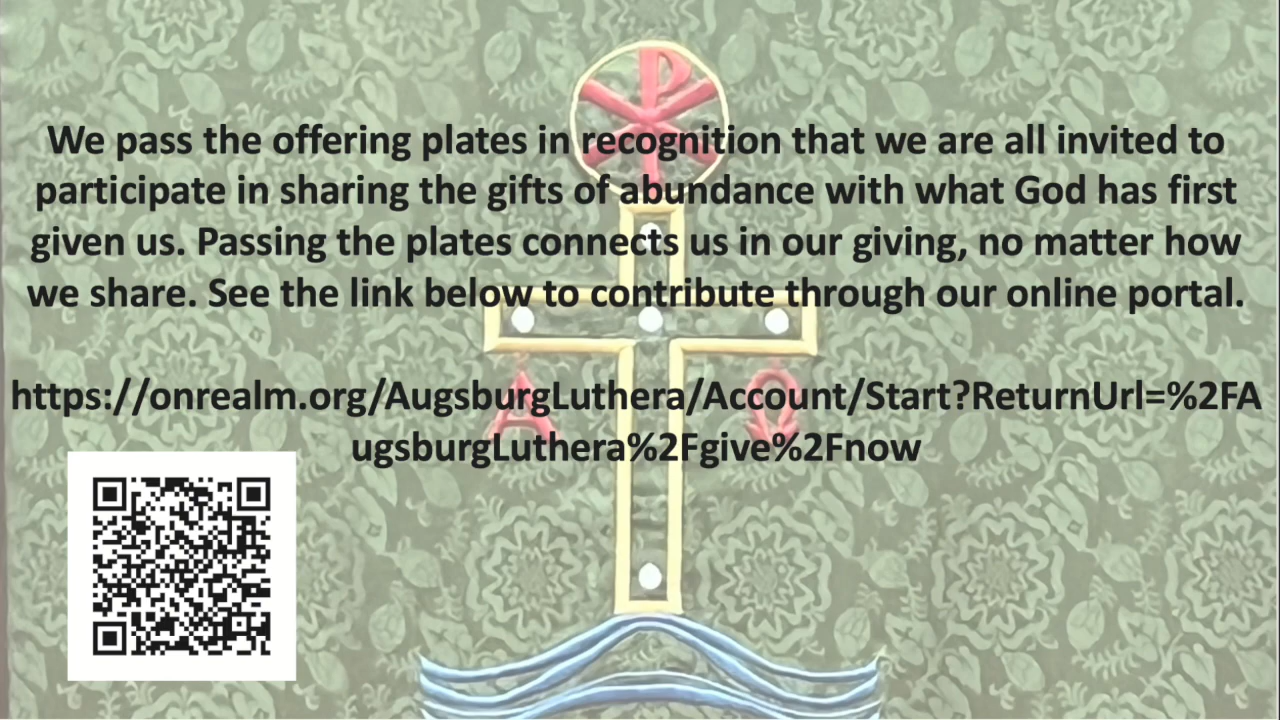 We pass the offering plates in recognition that we are all invited to
participate in sharing the gifts of abundance with what God has first
given us. Passing the plates connects us in our giving, no matter how
we share. See the link below to contribute through our online portal.
https://onrealm.org/AugsburgLuthera/Account/Start?ReturnUrl=%2FA
ugsburgLuthera%2Fgive%2Fnow
Α Ω